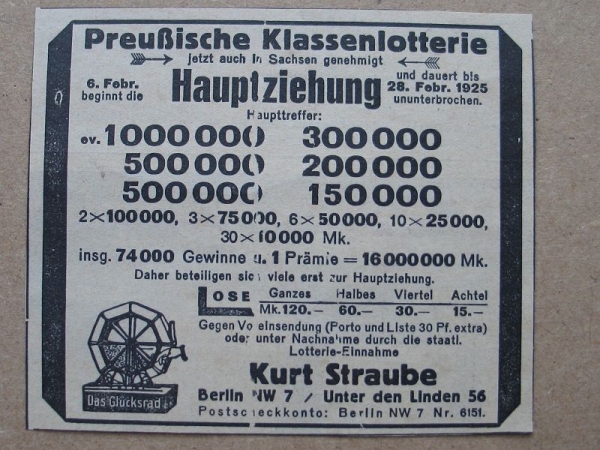 Preußische Klassenlotterie
jetzt auch in Sachsen genehmigt
6. Febr. beginnt die
Hauptziehung
und dauert bis 28. Febr. 1925 ununterbrochen.
Haupttreffer:
ev. 1000000 300000
500000 200000
500000 150000
2×100000, 3×75000, 6×50000, 10×25000,
30×10000 Mk.
insg. 74000 Gewinne u. 1 Prämie = 16000000 Mk.
Daher beteiligen sich viele erst zur Hauptziehung.
LOSE Ganzes Halbes Viertel Achtel
Mk. 120.— 60.— 30.— 15.—
Gegen Voreinsendung (Porto und Liste 30 Pf. extra)
oder unter Nachnahme durch die staatl.
Lotterie-Einnahme
Kurt Straube
Berlin NW 7 / Unter den Linden 56
Postscheckkonto: Berlin NW 7 Nr. 6151.
Das Glücksrad